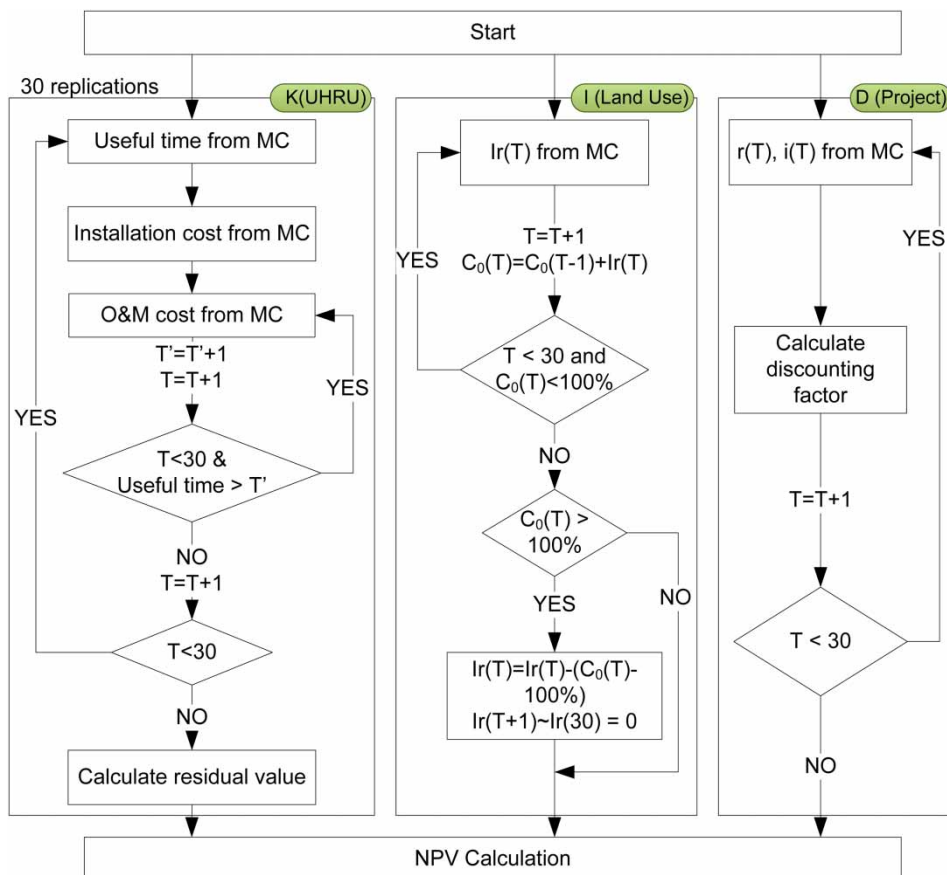 Start
30 replications
K(UHRU)
Useful time from MC
Installation cost from MC
O&M cost from MC
T'=T'+1
T=T+1
YES
YES
T<30 &
Useful time > T'
NO
T=T+1
T<30
NO
Calculate residual value
I (Land Use)
Ir(T) from MC
T=T+1
C₀(T)=C₀(T-1)+Ir(T)
YES
T < 30 and
C₀(T)<100%
NO
C₀(T) >
100%
YES
NO
Ir(T)=Ir(T)-(C₀(T)-
100%)
Ir(T+1)~Ir(30) = 0
D (Project)
r(T), i(T) from MC
YES
Calculate
discounting
factor
T=T+1
T < 30
NO
NPV Calculation